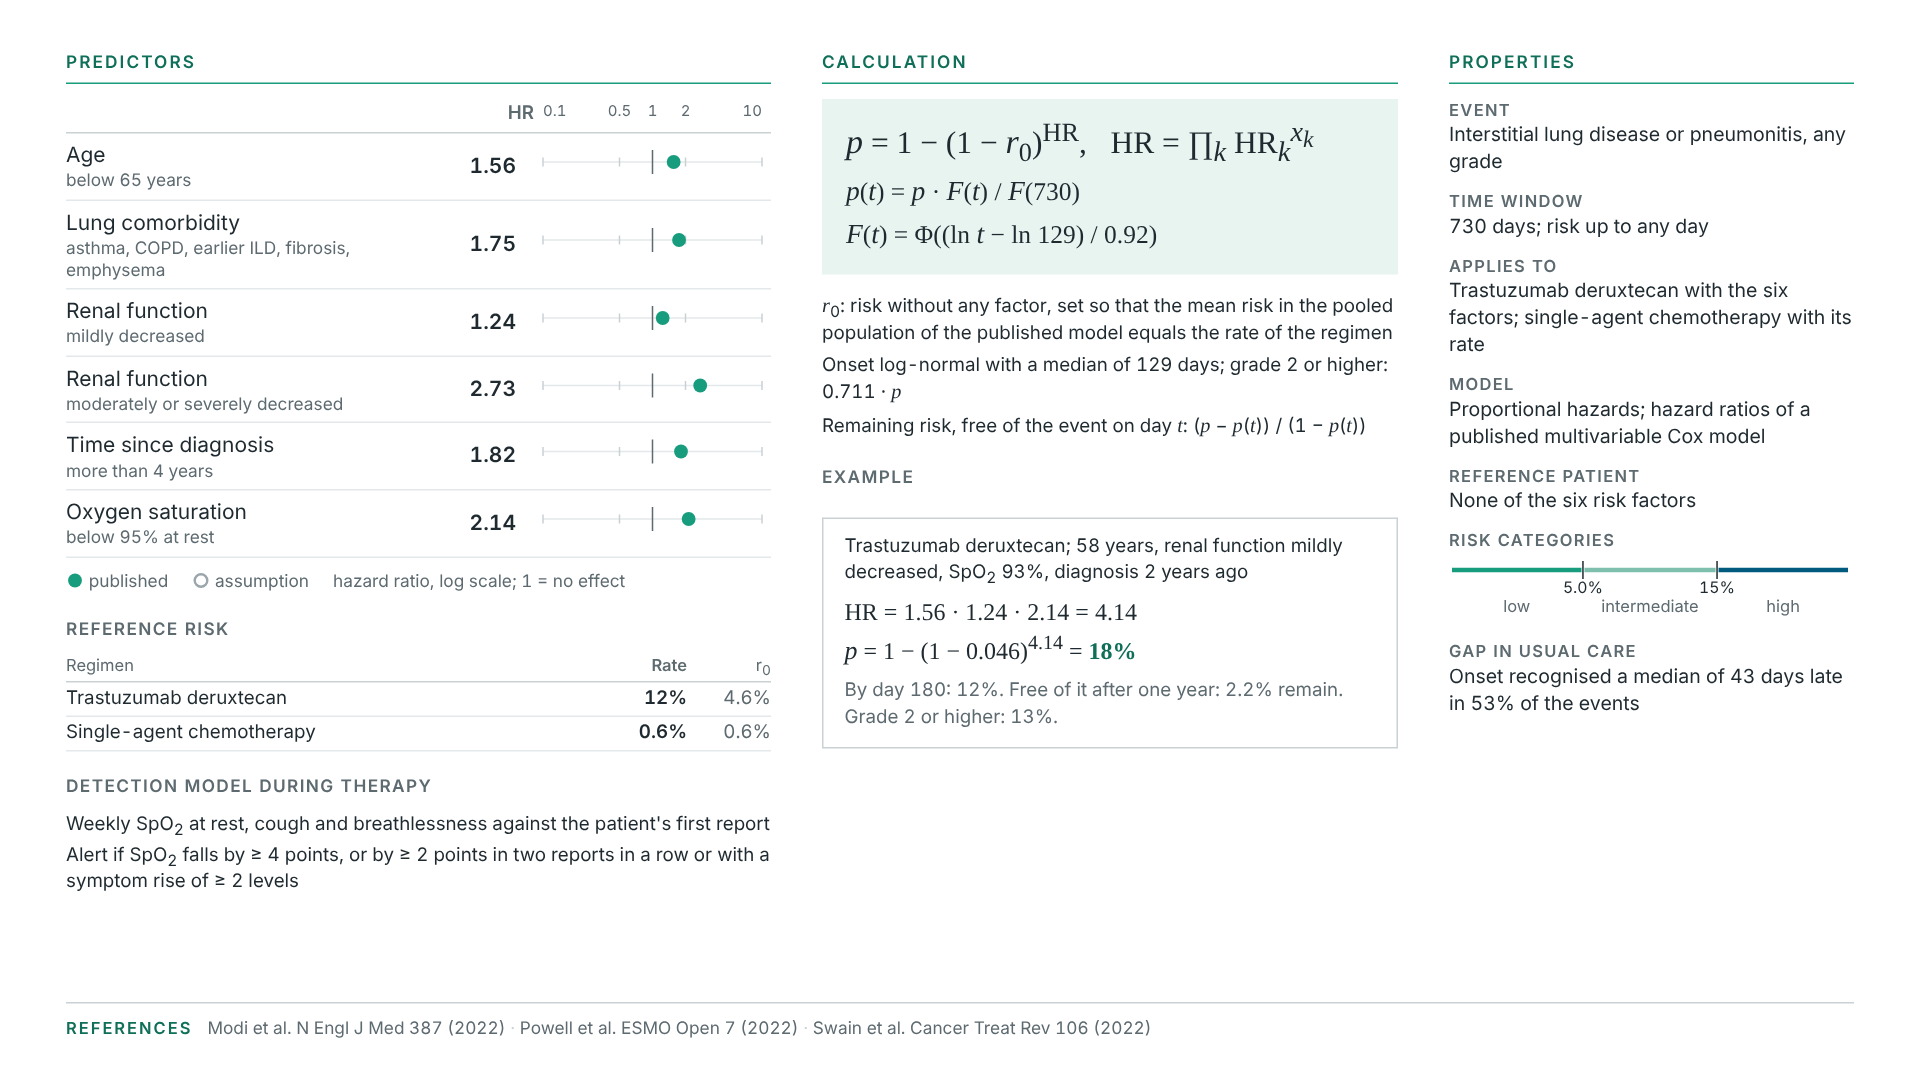 PREDICTORS
HR 0.1 0.5 1 2 10
Age
below 65 years
1.56
Lung comorbidity
asthma, COPD, earlier ILD, fibrosis,
emphysema
1.75
Renal function
mildly decreased
1.24
Renal function
moderately or severely decreased
2.73
Time since diagnosis
more than 4 years
1.82
Oxygen saturation
below 95% at rest
2.14
published assumption hazard ratio, log scale; 1 = no effect
REFERENCE RISK
Regimen Rate r0
Trastuzumab deruxtecan 12% 4.6%
Single-agent chemotherapy 0.6% 0.6%
DETECTION MODEL DURING THERAPY
Weekly SpO2 at rest, cough and breathlessness against the patient's first report
Alert if SpO2 falls by ≥ 4 points, or by ≥ 2 points in two reports in a row or with a
symptom rise of ≥ 2 levels
CALCULATION
p = 1 − (1 − r0)^HR, HR = ∏k HRk^xk
p(t) = p · F(t) / F(730)
F(t) = Φ((ln t − ln 129) / 0.92)
r0: risk without any factor, set so that the mean risk in the pooled
population of the published model equals the rate of the regimen
Onset log-normal with a median of 129 days; grade 2 or higher:
0.711 · p
Remaining risk, free of the event on day t: (p − p(t)) / (1 − p(t))
EXAMPLE
Trastuzumab deruxtecan; 58 years, renal function mildly
decreased, SpO2 93%, diagnosis 2 years ago
HR = 1.56 · 1.24 · 2.14 = 4.14
p = 1 − (1 − 0.046)^4.14 = 18%
By day 180: 12%. Free of it after one year: 2.2% remain.
Grade 2 or higher: 13%.
PROPERTIES
EVENT
Interstitial lung disease or pneumonitis, any
grade
TIME WINDOW
730 days; risk up to any day
APPLIES TO
Trastuzumab deruxtecan with the six
factors; single-agent chemotherapy with its
rate
MODEL
Proportional hazards; hazard ratios of a
published multivariable Cox model
REFERENCE PATIENT
None of the six risk factors
RISK CATEGORIES
5.0% 15%
low intermediate high
GAP IN USUAL CARE
Onset recognised a median of 43 days late
in 53% of the events
REFERENCES Modi et al. N Engl J Med 387 (2022) · Powell et al. ESMO Open 7 (2022) · Swain et al. Cancer Treat Rev 106 (2022)